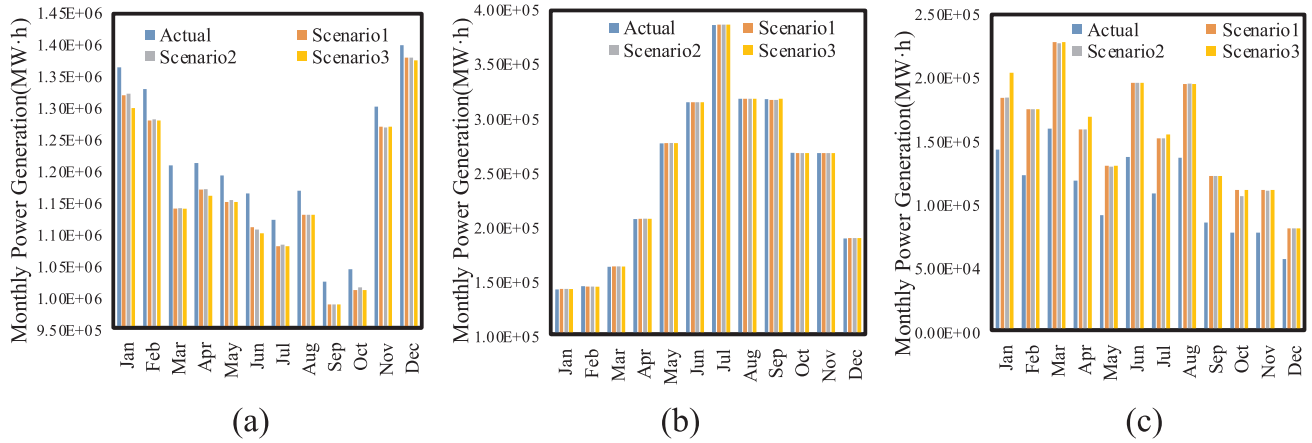 Monthly Power Generation(MW·h)
1.45E+06
1.40E+06
1.35E+06
1.30E+06
1.25E+06
1.20E+06
1.15E+06
1.10E+06
1.05E+06
1.00E+06
9.50E+05
Actual Scenario1
Scenario2 Scenario3
Jan Feb Mar Apr May Jun Jul Aug Sep Oct Nov Dec
(a)
Monthly Power Generation(MW·h)
4.00E+05
3.50E+05
3.00E+05
2.50E+05
2.00E+05
1.50E+05
1.00E+05
Actual Scenario1
Scenario2 Scenario3
Jan Feb Mar Apr May Jun Jul Aug Sep Oct Nov Dec
(b)
Monthly Power Generation(MW·h)
2.50E+05
2.00E+05
1.50E+05
1.00E+05
5.00E+04
0.00E+00
Actual Scenario1
Scenario2 Scenario3
Jan Feb Mar Apr May Jun Jul Aug Sep Oct Nov Dec
(c)